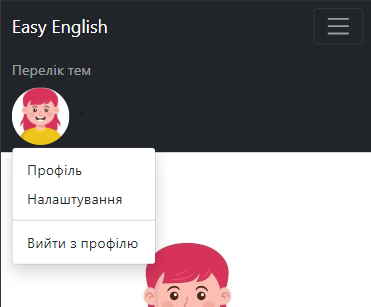 Easy English
Перелік тем
Профіль
Налаштування
Вийти з профілю